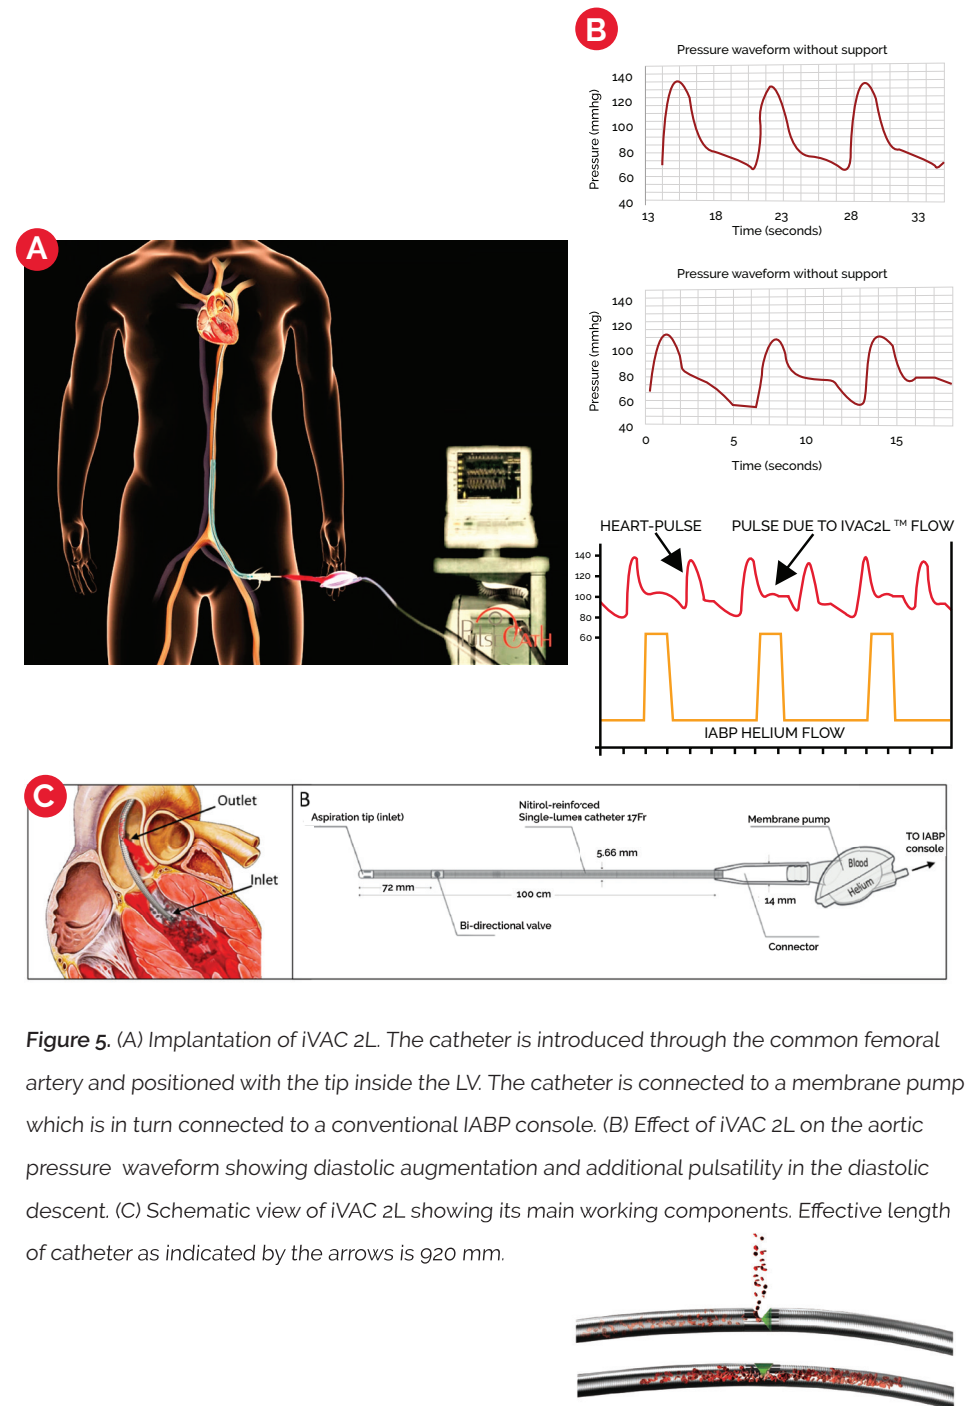 B
Pressure waveform without support
Pressure (mmhg)
140
120
100
80
60
40
13 18 23 28 33
Time (seconds)
A
Pressure waveform without support
Pressure (mmhg)
140
120
100
80
60
40
0 5 10 15
Time (seconds)
PulseCath
HEART-PULSE PULSE DUE TO IVAC2L ™ FLOW
140
120
100
80
60
IABP HELIUM FLOW
C
Outlet
Inlet
B
Aspiration tip (inlet)
Nitirol-reinforced
Single-lumen catheter 17Fr
Membrane pump
TO IABP
console
5.66 mm
Blood
Helium
72 mm
100 cm
14 mm
Bi-directional valve
Connector
Figure 5. (A) Implantation of iVAC 2L. The catheter is introduced through the common femoral
artery and positioned with the tip inside the LV. The catheter is connected to a membrane pump
which is in turn connected to a conventional IABP console. (B) Effect of iVAC 2L on the aortic
pressure waveform showing diastolic augmentation and additional pulsatility in the diastolic
descent. (C) Schematic view of iVAC 2L showing its main working components. Effective length
of catheter as indicated by the arrows is 920 mm.